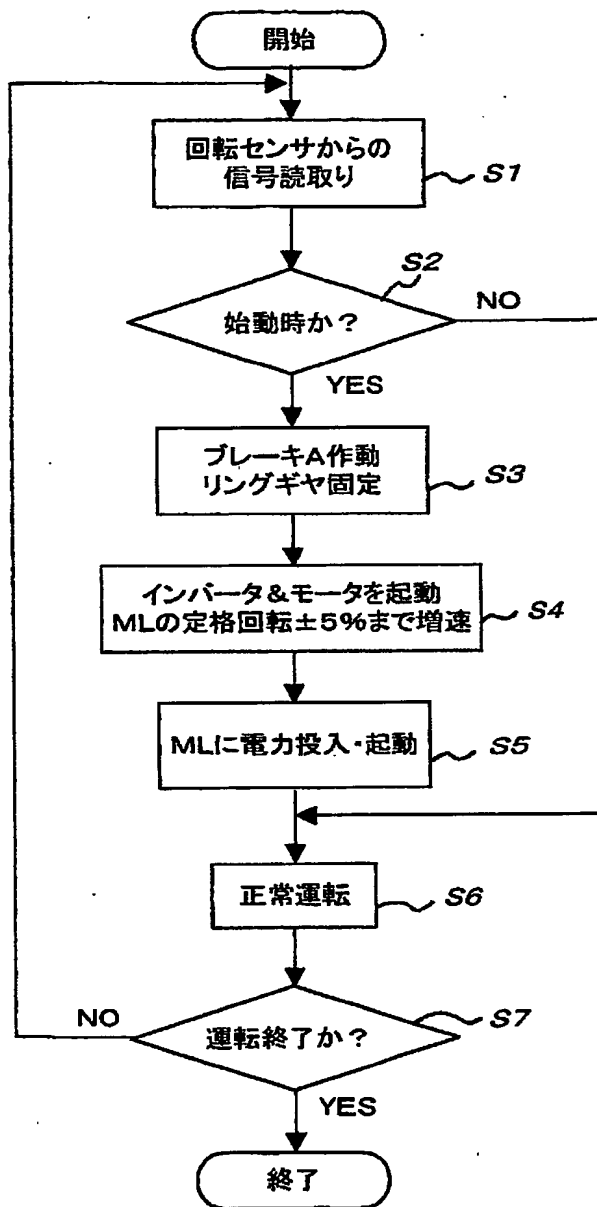 開始
回転センサからの
信号読取り
S1
S2
始動時か？
NO
YES
ブレーキA作動
リングギヤ固定
S3
インバータ&モータを起動
MLの定格回転±5%まで増速
S4
MLに電力投入・起動
S5
正常運転
S6
S7
NO
運転終了か？
YES
終了